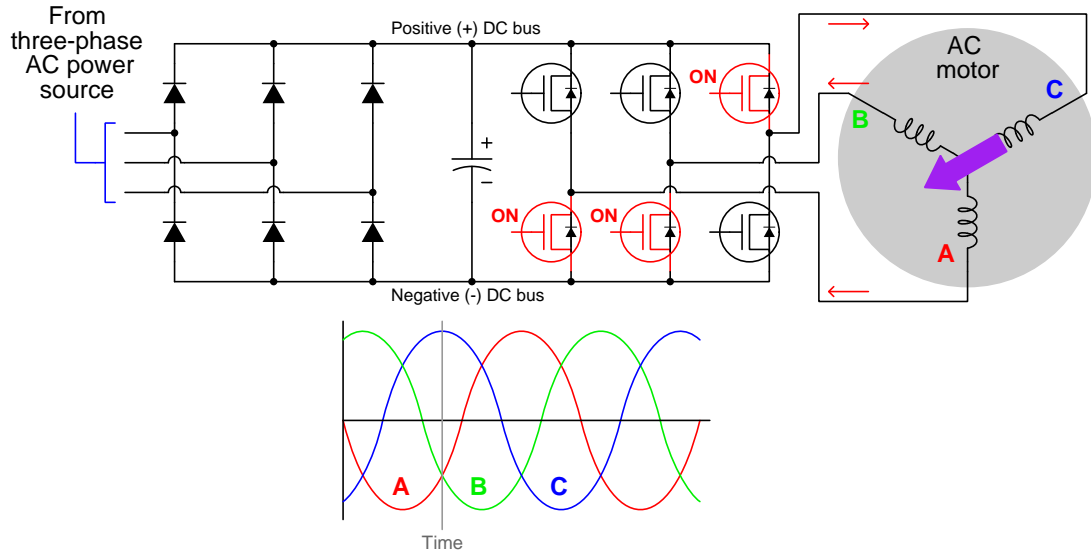 From
three-phase
AC power
source
Positive (+) DC bus
ON
AC
motor
C
B
+
−
ON
ON
A
Negative (-) DC bus
A
B
C
Time